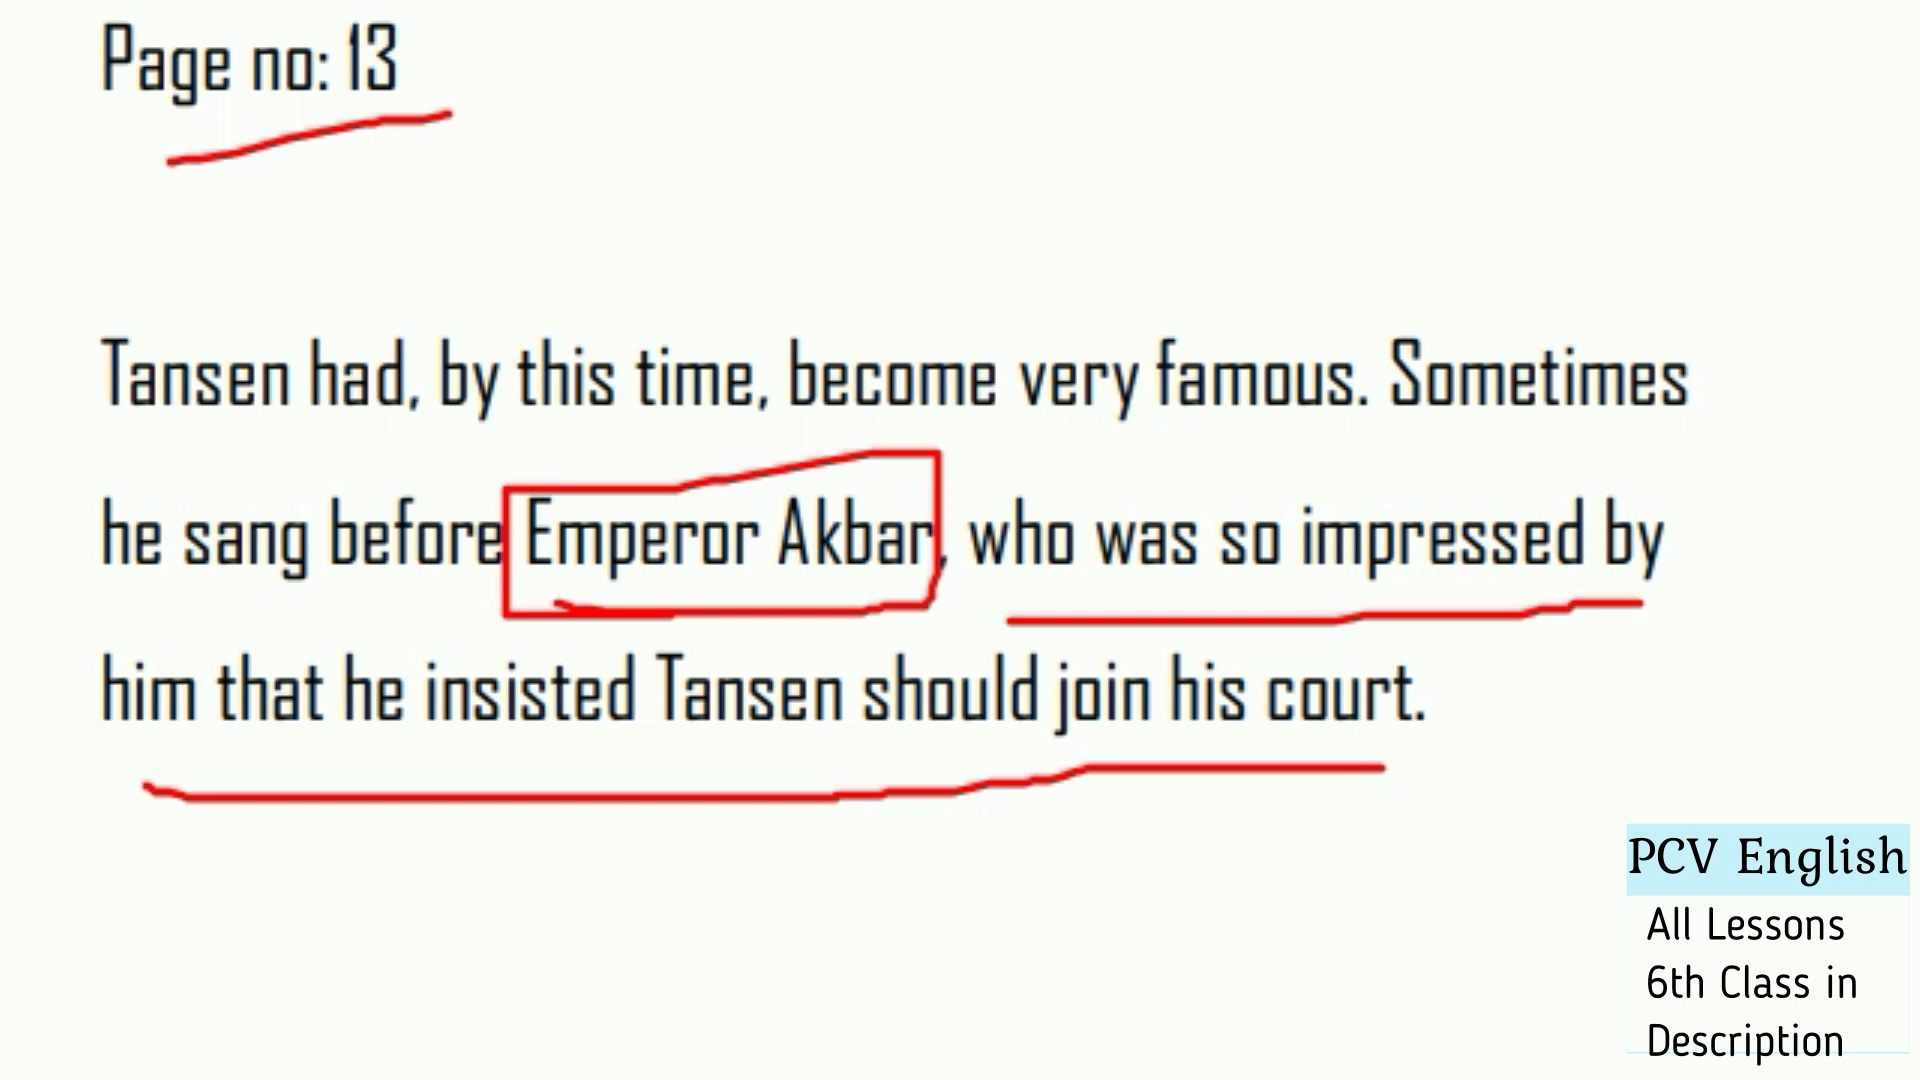 Page no: 13
Tansen had, by this time, become very famous. Sometimes
he sang before Emperor Akbar, who was so impressed by
him that he insisted Tansen should join his court.
PCV English
All Lessons
6th Class in
Description